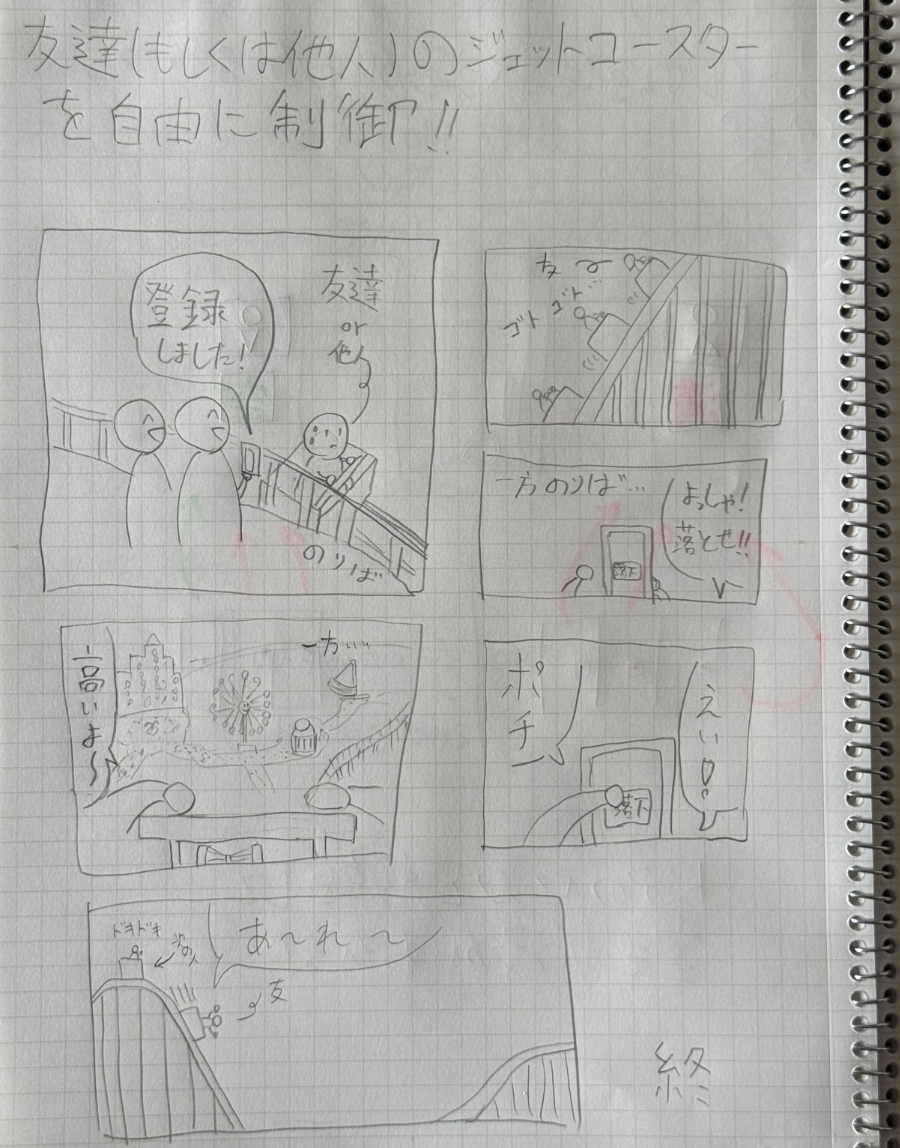 友達(もしくは他人)のジェットコースター
を自由に制御!!
登録
しました!
友達
or
他人
のりば
友
ゴト ゴト…
一方 のりば…
よっしゃ!
落とせ!!
落下
高いよ〜
一方…
ポチ
えい!
落下
ドキドキ
次の人
あ〜れ〜
友
終